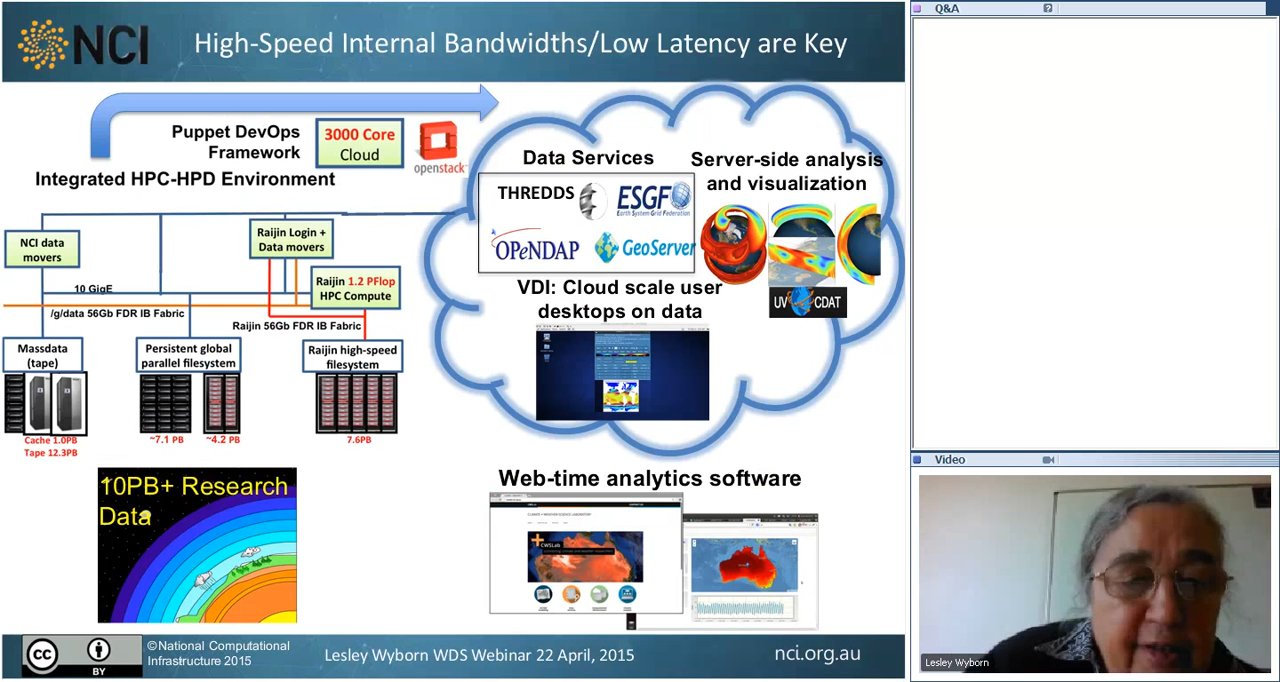 NCI
High-Speed Internal Bandwidths/Low Latency are Key
Puppet DevOps
Framework
3000 Core
Cloud
openstack
Integrated HPC-HPD Environment
NCI data
movers
Raijin Login +
Data movers
Raijin 1.2 PFlop
HPC Compute
10 GigE
/g/data 56Gb FDR IB Fabric
Raijin 56Gb FDR IB Fabric
Massdata
(tape)
Persistent global
parallel filesystem
Raijin high-speed
filesystem
Cache 1.0PB
Tape 12.3PB
~7.1 PB
~4.2 PB
7.6PB
Data Services
THREDDS
ESGF
Earth System Grid Federation
OPeNDAP
GeoServer
Server-side analysis
and visualization
UV CDAT
VDI: Cloud scale user
desktops on data
10PB+ Research
Data
Web-time analytics software
CWSLab
cc
BY
©National Computational
Infrastructure 2015
Lesley Wyborn WDS Webinar 22 April, 2015
nci.org.au
Q&A
?
Video
Lesley Wyborn